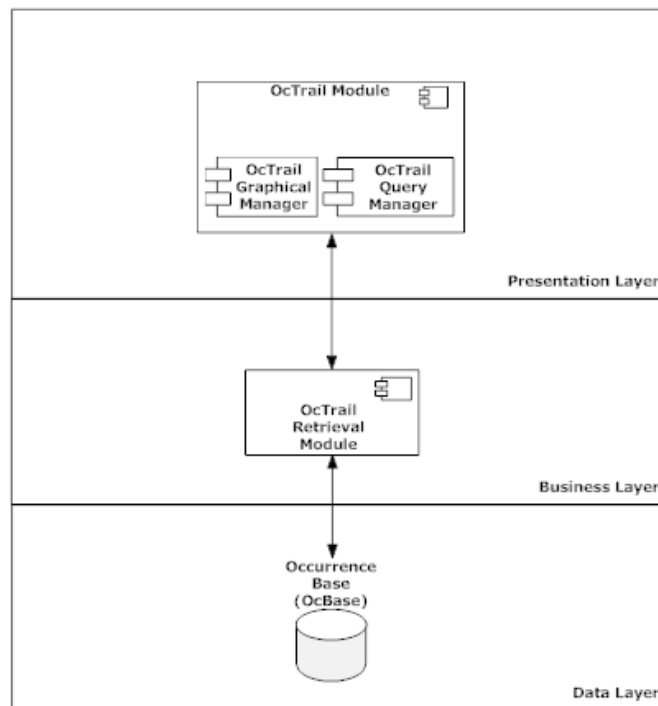 OcTrail Module
OcTrail
Graphical
Manager
OcTrail
Query
Manager
Presentation Layer
OcTrail
Retrieval
Module
Business Layer
Occurrence
Base
(OcBase)
Data Layer